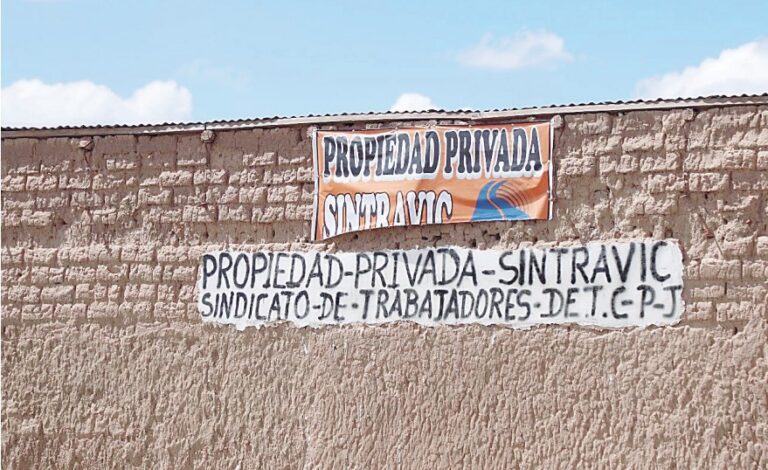 PROPIEDAD PRIVADA
SINTRAVIC
PROPIEDAD-PRIVADA-SINTRAVIC
SINDICATO-DE-TRABAJADORES-DE T.C-P-J